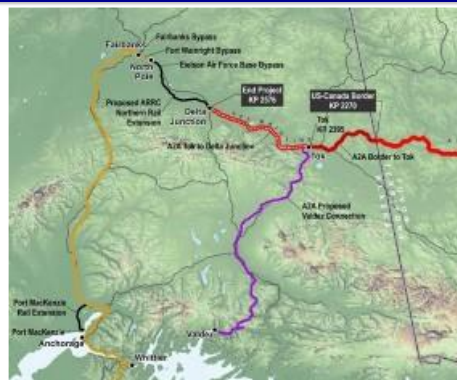 Fairbanks Bypass
Fairbanks
Fort Wainright Bypass
North
Pole
Eielson Air Force Base Bypass
End Project
KP 2576
US-Canada Border
KP 2270
Proposed ARRC
Northern Rail
Extension
Delta
Junction
Tok
KP 2395
A2A Tok to Delta Junction
Tok
A2A Border to Tok
A2A Proposed
Valdez Connection
Port MacKenzie
Rail Extension
Port MacKenzie
Anchorage
Valdez
Whittier